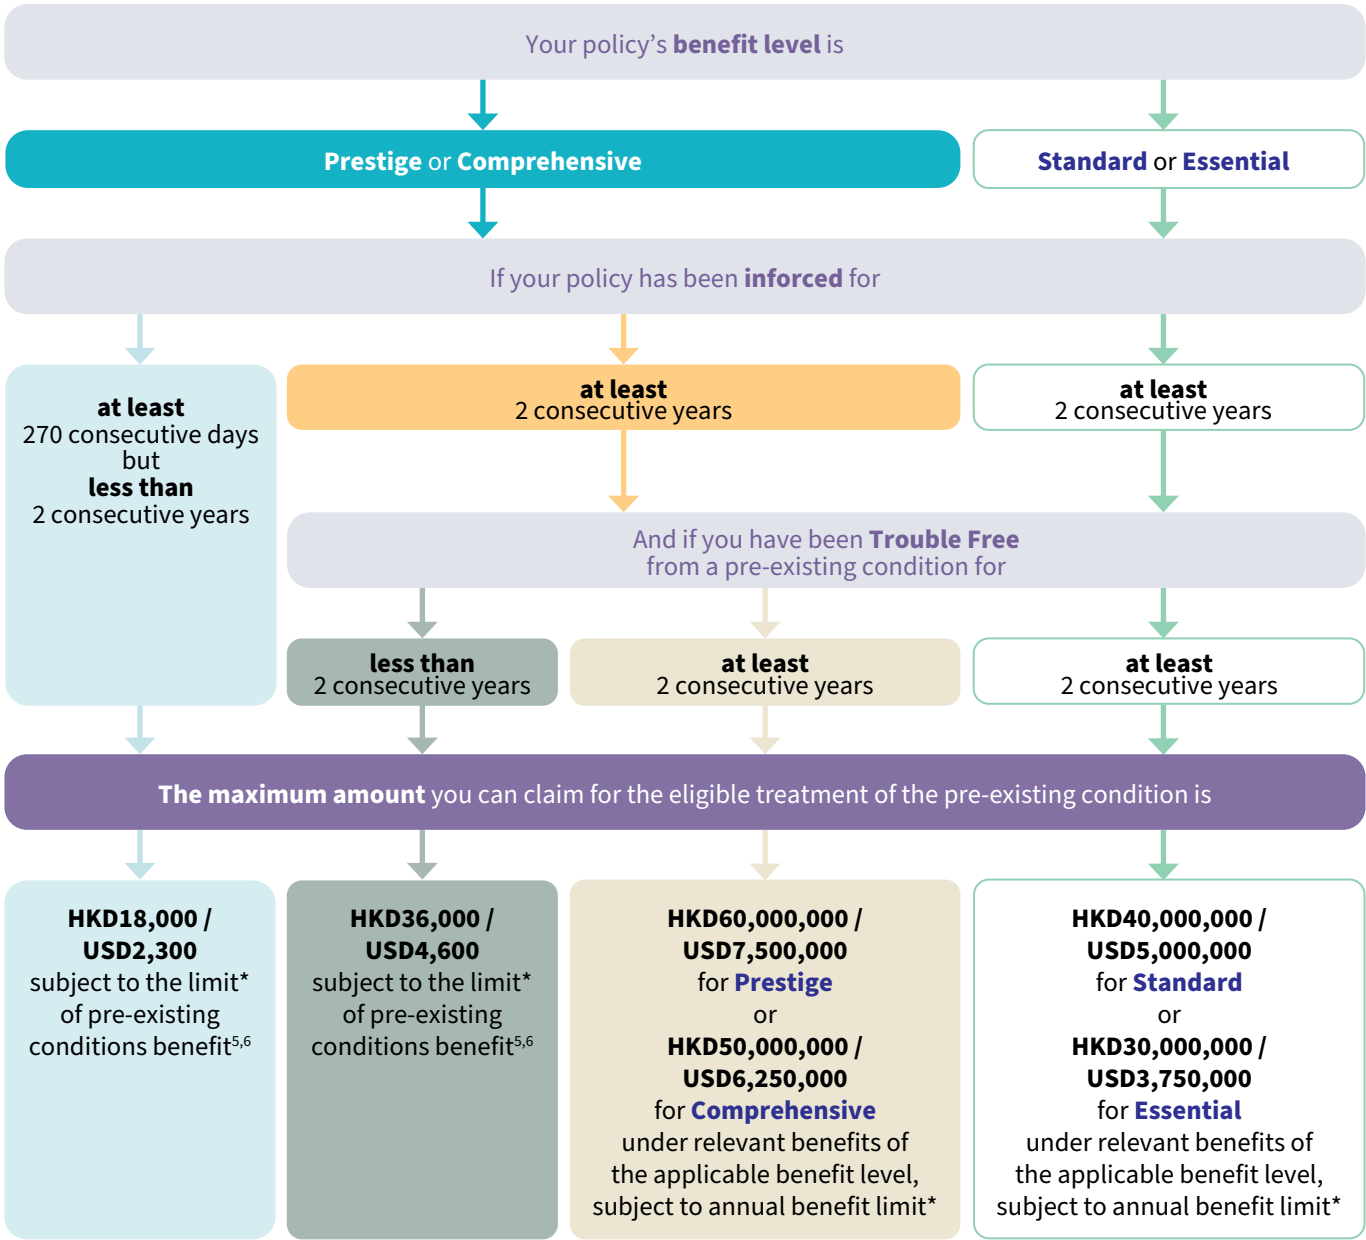 Your policy’s benefit level is
Prestige or Comprehensive
Standard or Essential
If your policy has been inforced for
at least
270 consecutive days
but
less than
2 consecutive years
at least
2 consecutive years
at least
2 consecutive years
And if you have been Trouble Free
from a pre-existing condition for
less than
2 consecutive years
at least
2 consecutive years
at least
2 consecutive years
The maximum amount you can claim for the eligible treatment of the pre-existing condition is
HKD18,000 /
USD2,300
subject to the limit*
of pre-existing
conditions benefit5,6
HKD36,000 /
USD4,600
subject to the limit*
of pre-existing
conditions benefit5,6
HKD60,000,000 /
USD7,500,000
for Prestige
or
HKD50,000,000 /
USD6,250,000
for Comprehensive
under relevant benefits of
the applicable benefit level,
subject to annual benefit limit*
HKD40,000,000 /
USD5,000,000
for Standard
or
HKD30,000,000 /
USD3,750,000
for Essential
under relevant benefits of
the applicable benefit level,
subject to annual benefit limit*